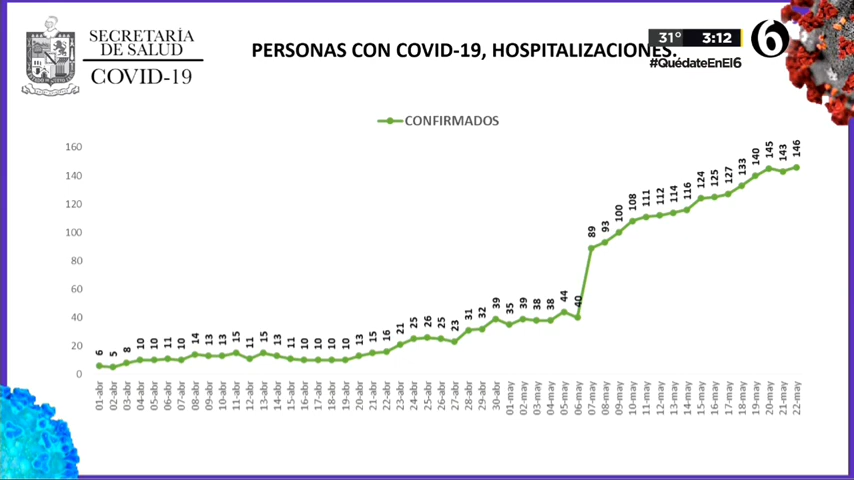 SECRETARÍA
DE SALUD
COVID-19
PERSONAS CON COVID-19, HOSPITALIZACIONES.
31° 3:12 6
#QuédateEnEl6
CONFIRMADOS
160
140
120
100
80
60
40
20
0
6 5 8 10 10 11 10 14 13 13 15 11 15 13 11 10 10 10 10 13 15 16 21 25 26 25 23 31 32 39 35 39 38 38 44 40 89 93 100 108 111 112 114 116 124 125 127 133 140 145 143 146
01-abr 02-abr 03-abr 04-abr 05-abr 06-abr 07-abr 08-abr 09-abr 10-abr 11-abr 12-abr 13-abr 14-abr 15-abr 16-abr 17-abr 18-abr 19-abr 20-abr 21-abr 22-abr 23-abr 24-abr 25-abr 26-abr 27-abr 28-abr 29-abr 30-abr 01-may 02-may 03-may 04-may 05-may 06-may 07-may 08-may 09-may 10-may 11-may 12-may 13-may 14-may 15-may 16-may 17-may 18-may 19-may 20-may 21-may 22-may